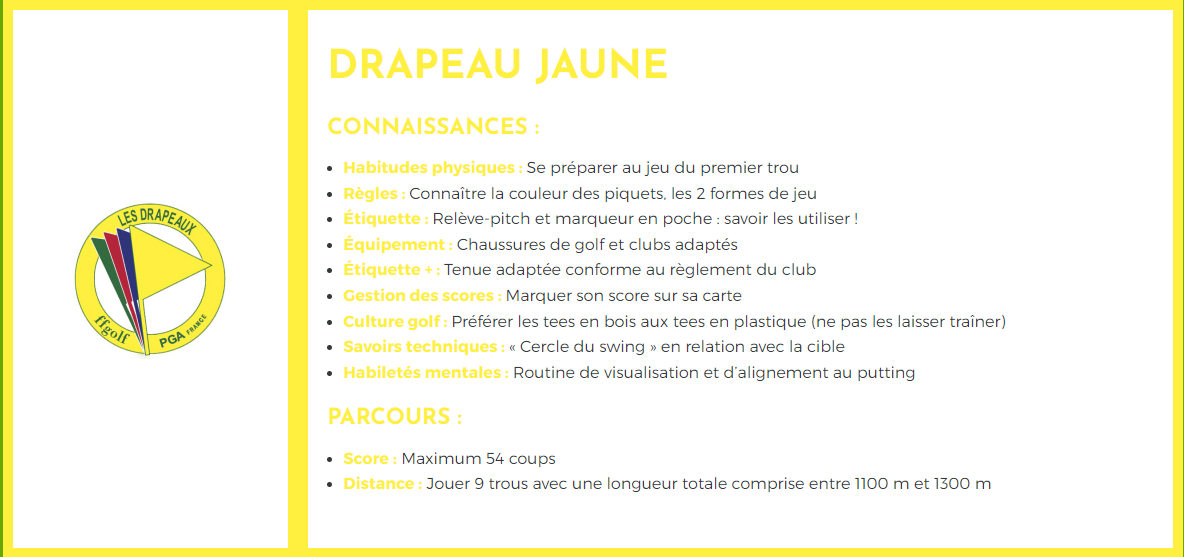 LES DRAPEAUX
ffgolf
PGA FRANCE
DRAPEAU JAUNE
CONNAISSANCES :
Habitudes physiques : Se préparer au jeu du premier trou
Règles : Connaître la couleur des piquets, les 2 formes de jeu
Étiquette : Relève-pitch et marqueur en poche : savoir les utiliser !
Équipement : Chaussures de golf et clubs adaptés
Étiquette + : Tenue adaptée conforme au règlement du club
Gestion des scores : Marquer son score sur sa carte
Culture golf : Préférer les tees en bois aux tees en plastique (ne pas les laisser traîner)
Savoirs techniques : « Cercle du swing » en relation avec la cible
Habiletés mentales : Routine de visualisation et d’alignement au putting
PARCOURS :
Score : Maximum 54 coups
Distance : Jouer 9 trous avec une longueur totale comprise entre 1100 m et 1300 m